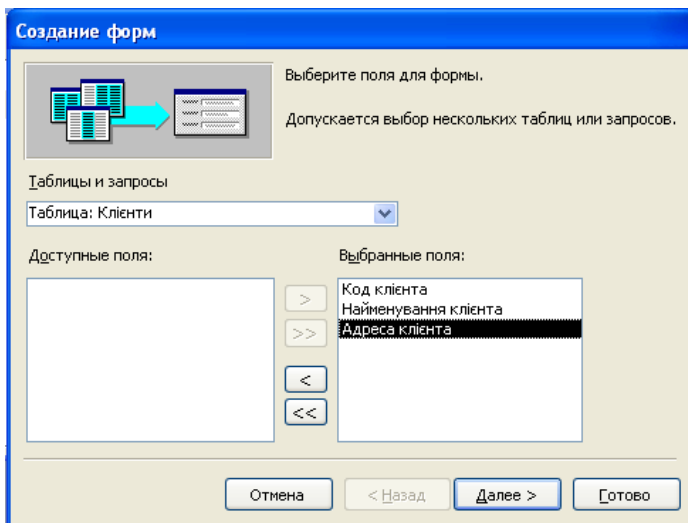 Создание форм
Выберите поля для формы.
Допускается выбор нескольких таблиц или запросов.
Таблицы и запросы
Таблица: Клієнти
Доступные поля:
Выбранные поля:
Код клієнта
Найменування клієнта
Адреса клієнта
>
>>
<
<<
Отмена
< Назад
Далее >
Готово